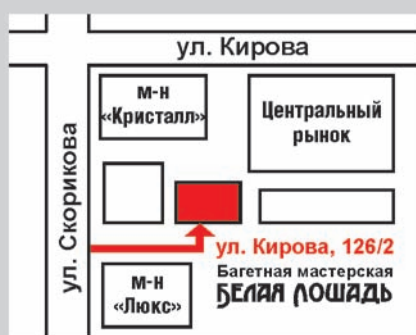 ул. Кирова
м-н
«Кристалл»
Центральный
рынок
ул. Скорикова
ул. Кирова, 126/2
Багетная мастерская
БЕЛАЯ ЛОШАДЬ
м-н
«Люкс»